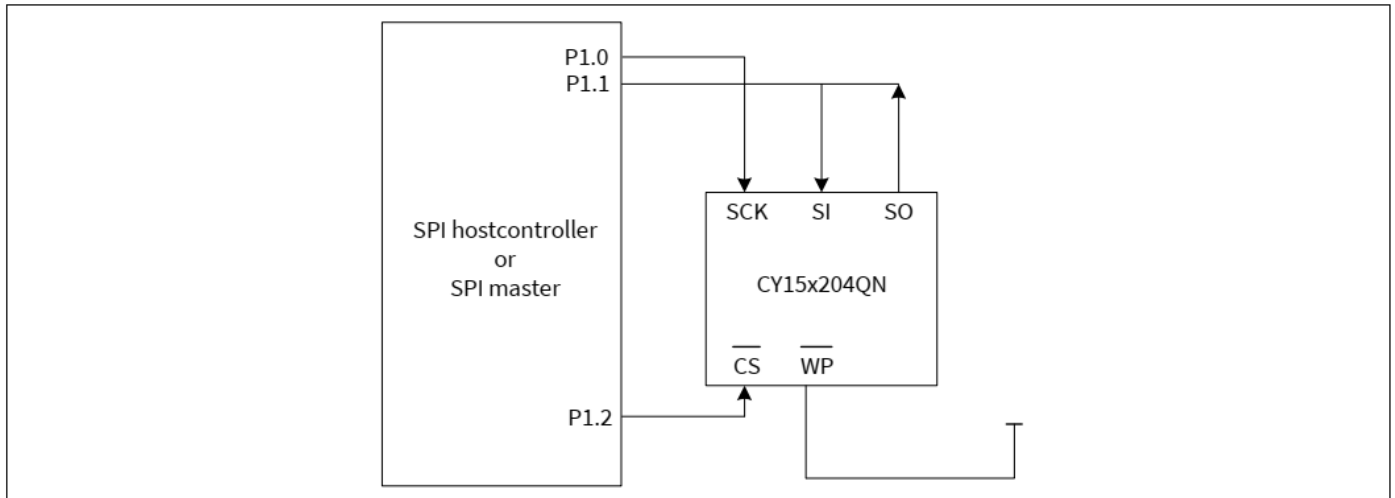 P1.0
P1.1
SCK SI SO
SPI hostcontroller
or
SPI master
CY15x204QN
CS WP
P1.2